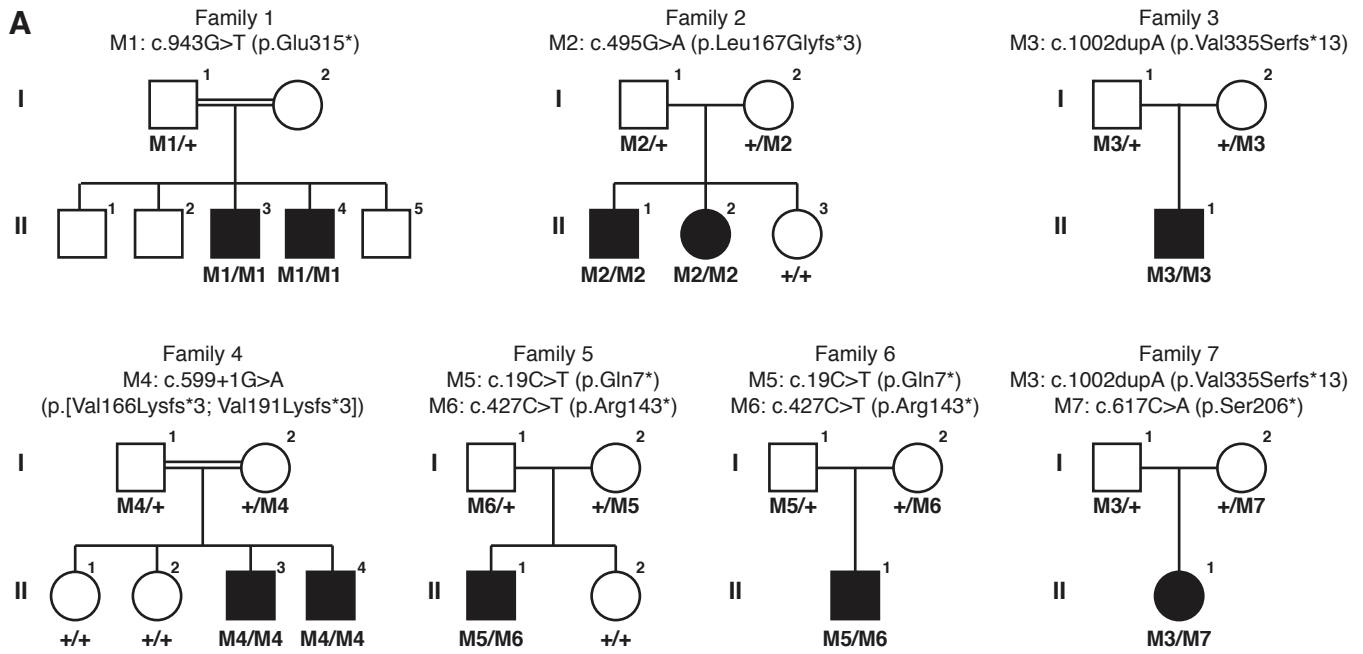 A
Family 1
M1: c.943G>T (p.Glu315*)
Family 2
M2: c.495G>A (p.Leu167Glyfs*3)
Family 3
M3: c.1002dupA (p.Val335Serfs*13)
I
1
2
M1/+
I
1
2
M2/+
+/M2
I
1
2
M3/+
+/M3
II
1
2
3
4
5
M1/M1
M1/M1
II
1
2
3
M2/M2
M2/M2
+/+
II
1
M3/M3
Family 4
M4: c.599+1G>A
(p.[Val166Lysfs*3; Val191Lysfs*3])
Family 5
M5: c.19C>T (p.Gln7*)
M6: c.427C>T (p.Arg143*)
Family 6
M5: c.19C>T (p.Gln7*)
M6: c.427C>T (p.Arg143*)
Family 7
M3: c.1002dupA (p.Val335Serfs*13)
M7: c.617C>A (p.Ser206*)
I
1
2
M4/+
+/M4
I
1
2
M6/+
+/M5
I
1
2
M5/+
+/M6
I
1
2
M3/+
+/M7
II
1
2
3
4
+/+
+/+
M4/M4
M4/M4
II
1
2
M5/M6
+/+
II
1
M5/M6
II
1
M3/M7